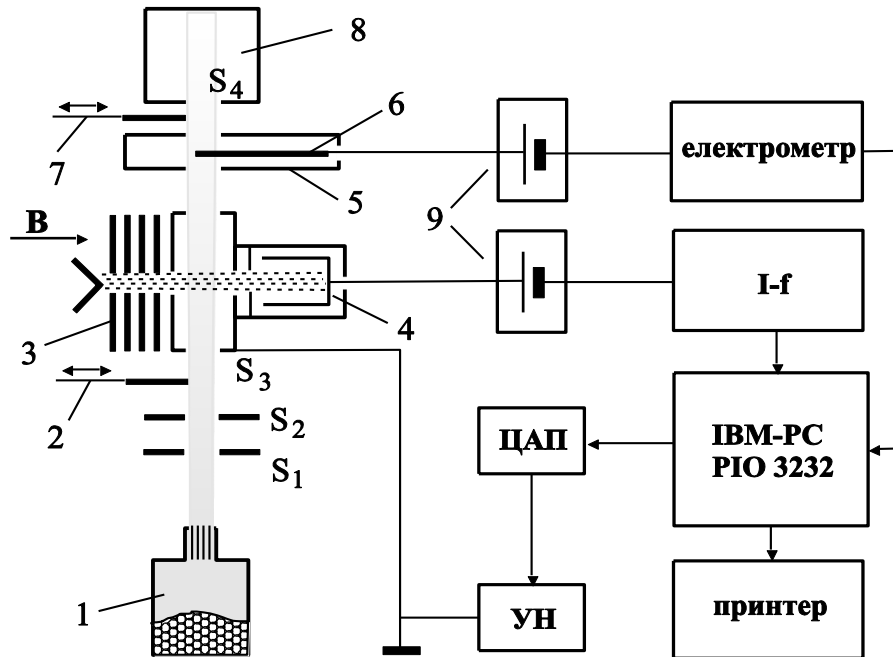 8
S4
6
7
5
електрометр
B
9
I-f
3
4
S3
2
S2
S1
ЦАП
IBM-PC
PIO 3232
1
УН
принтер